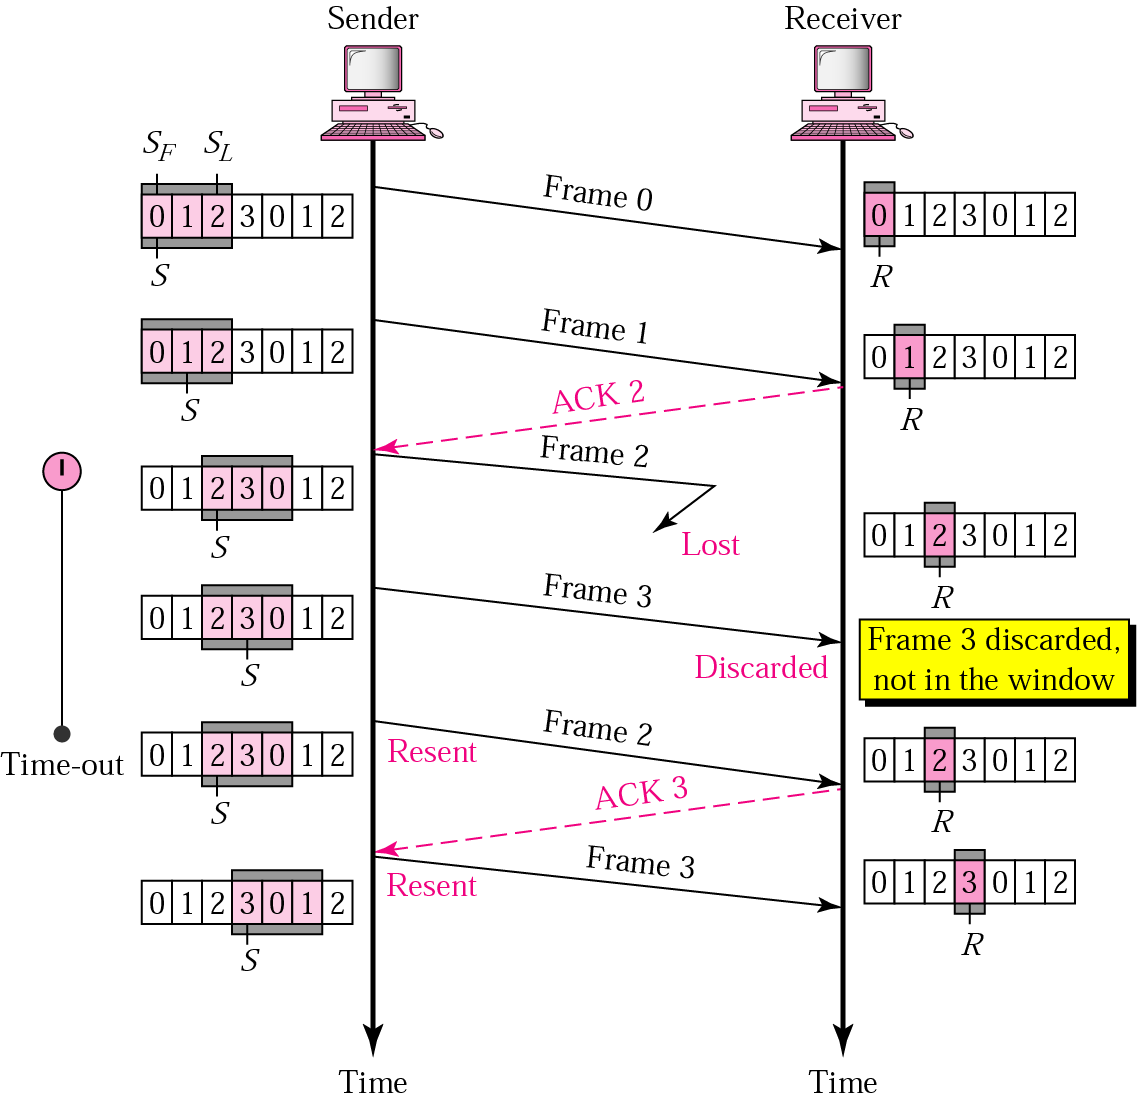 Sender
Receiver
S_F S_L
0 1 2 3 0 1 2
S
Frame 0
0 1 2 3 0 1 2
R
0 1 2 3 0 1 2
S
Frame 1
0 1 2 3 0 1 2
R
ACK 2
0 1 2 3 0 1 2
S
Frame 2
Lost
0 1 2 3 0 1 2
R
0 1 2 3 0 1 2
S
Frame 3
Discarded
Frame 3 discarded,
not in the window
Time-out
0 1 2 3 0 1 2
S
Frame 2
Resent
0 1 2 3 0 1 2
R
ACK 3
0 1 2 3 0 1 2
S
Frame 3
Resent
0 1 2 3 0 1 2
R
Time
Time